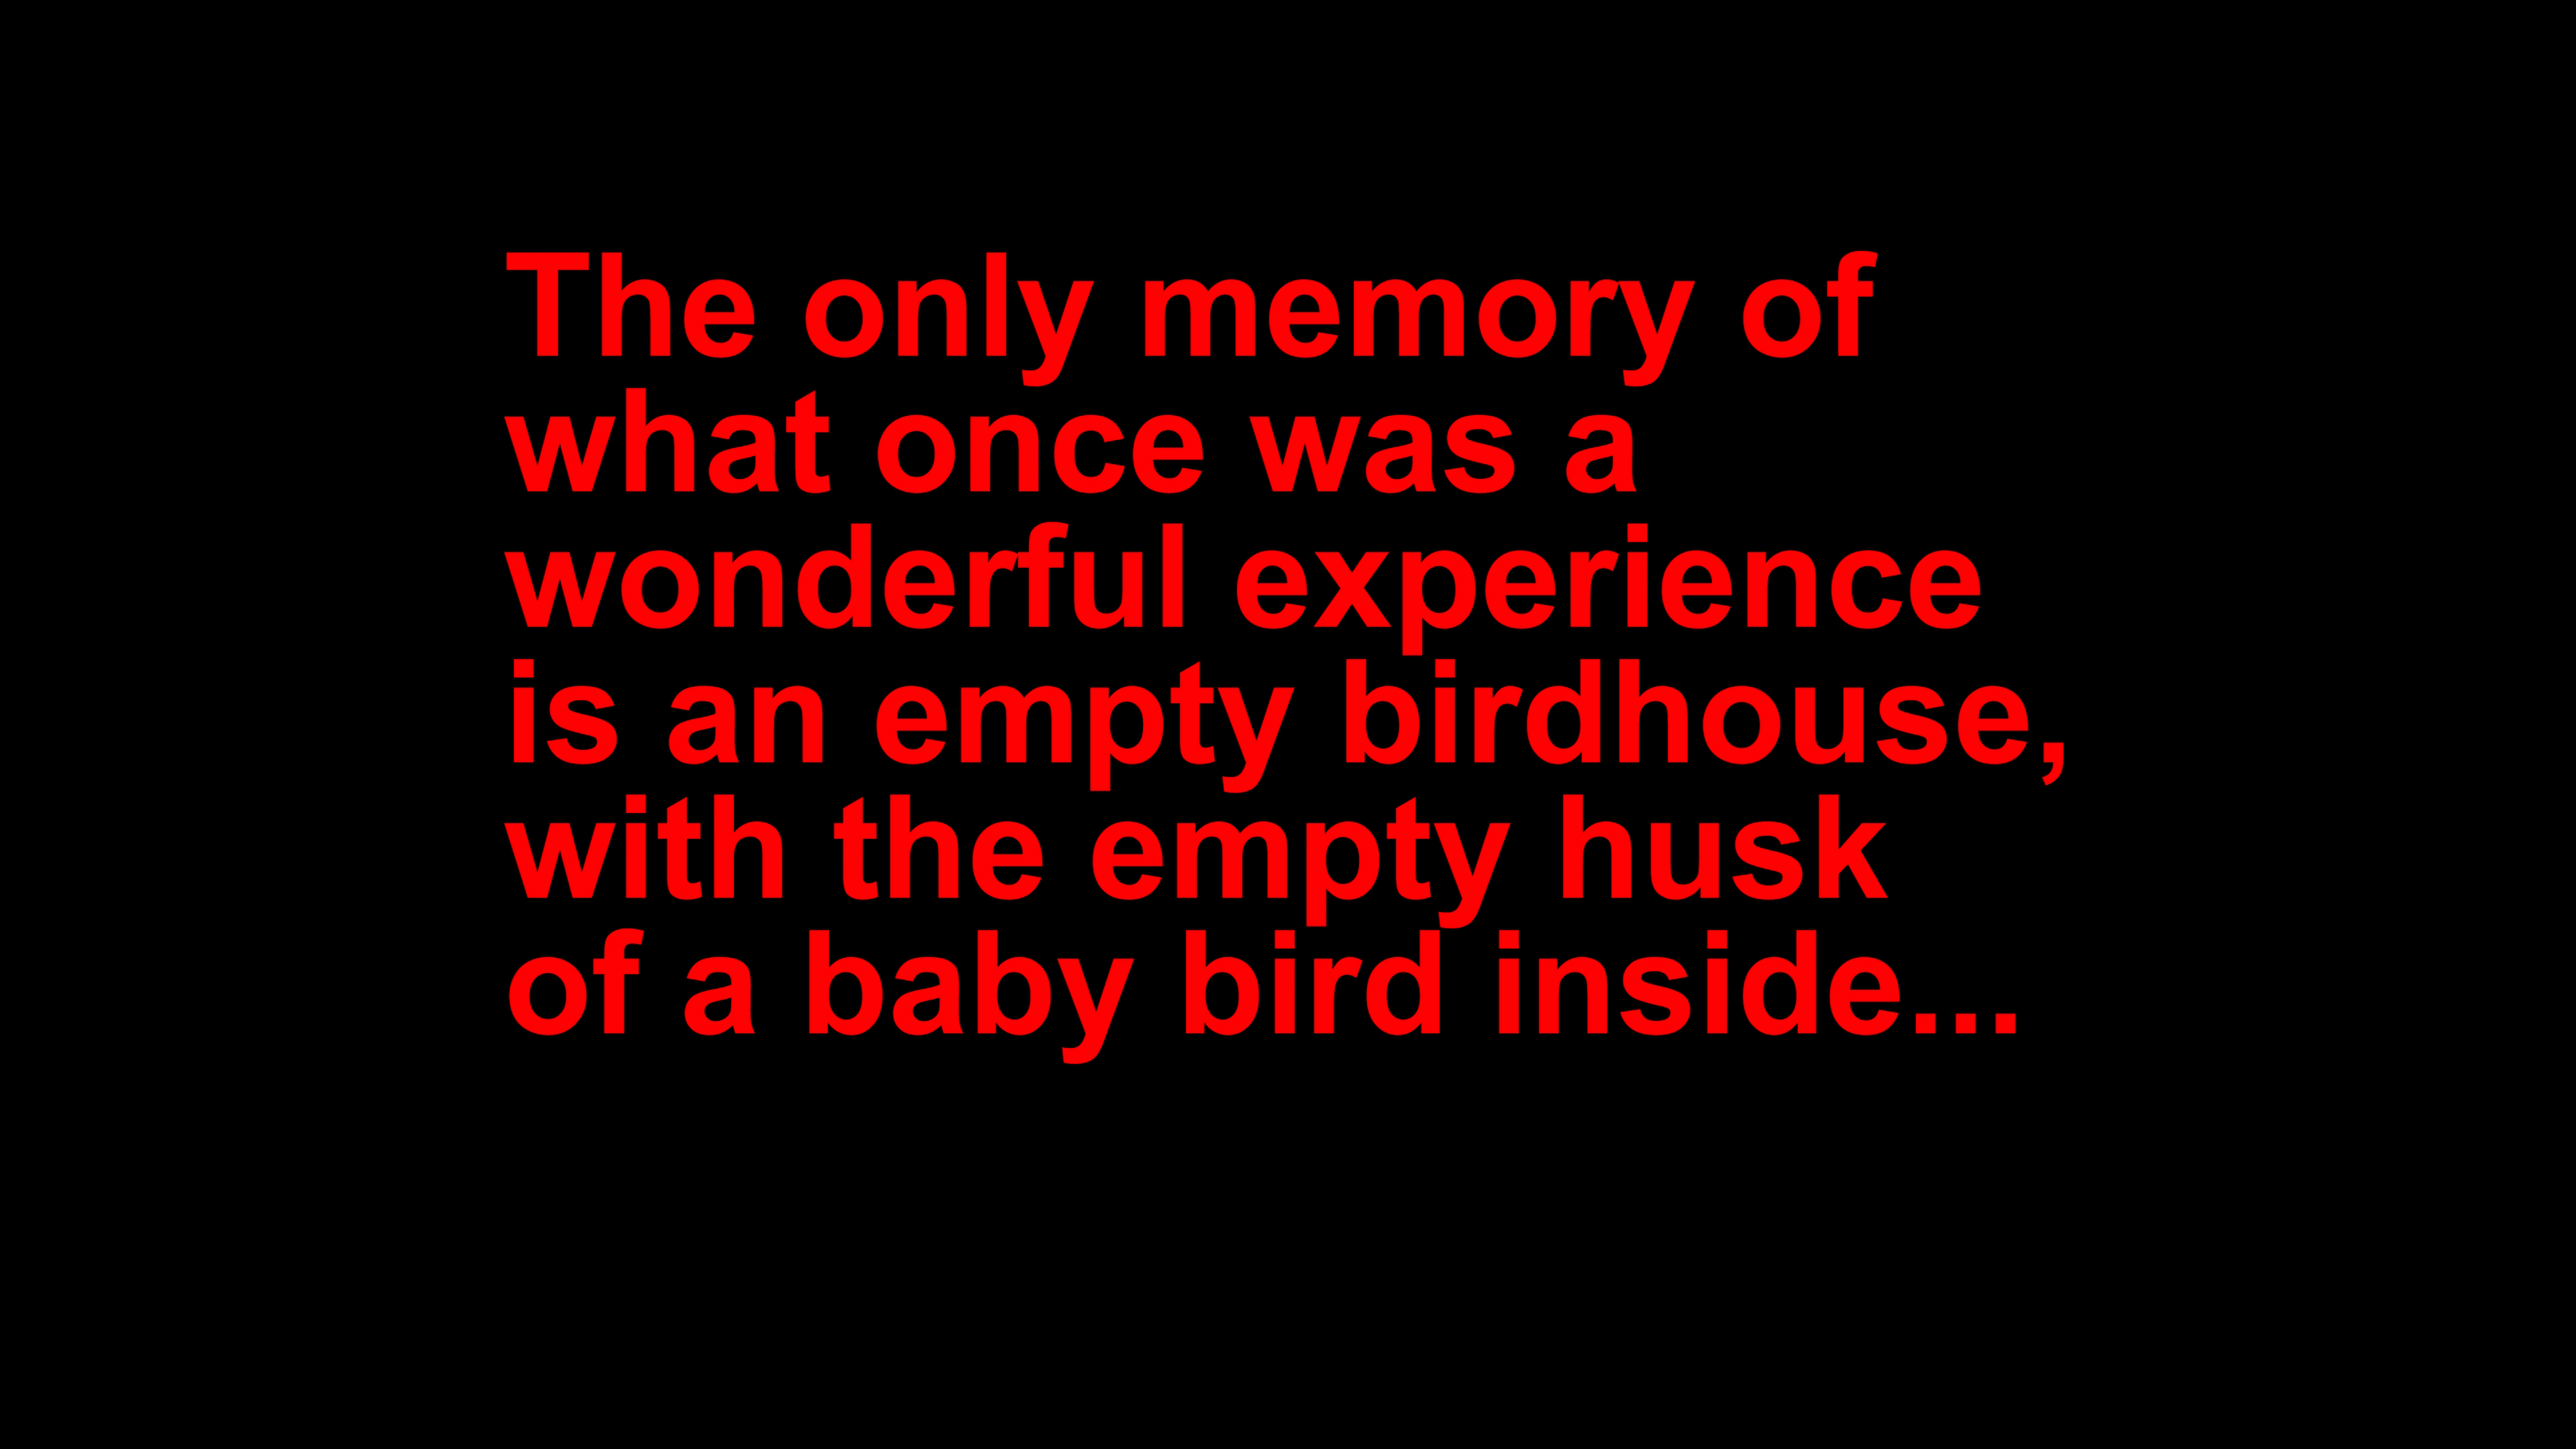 The only memory of
what once was a
wonderful experience
is an empty birdhouse,
with the empty husk
of a baby bird inside...